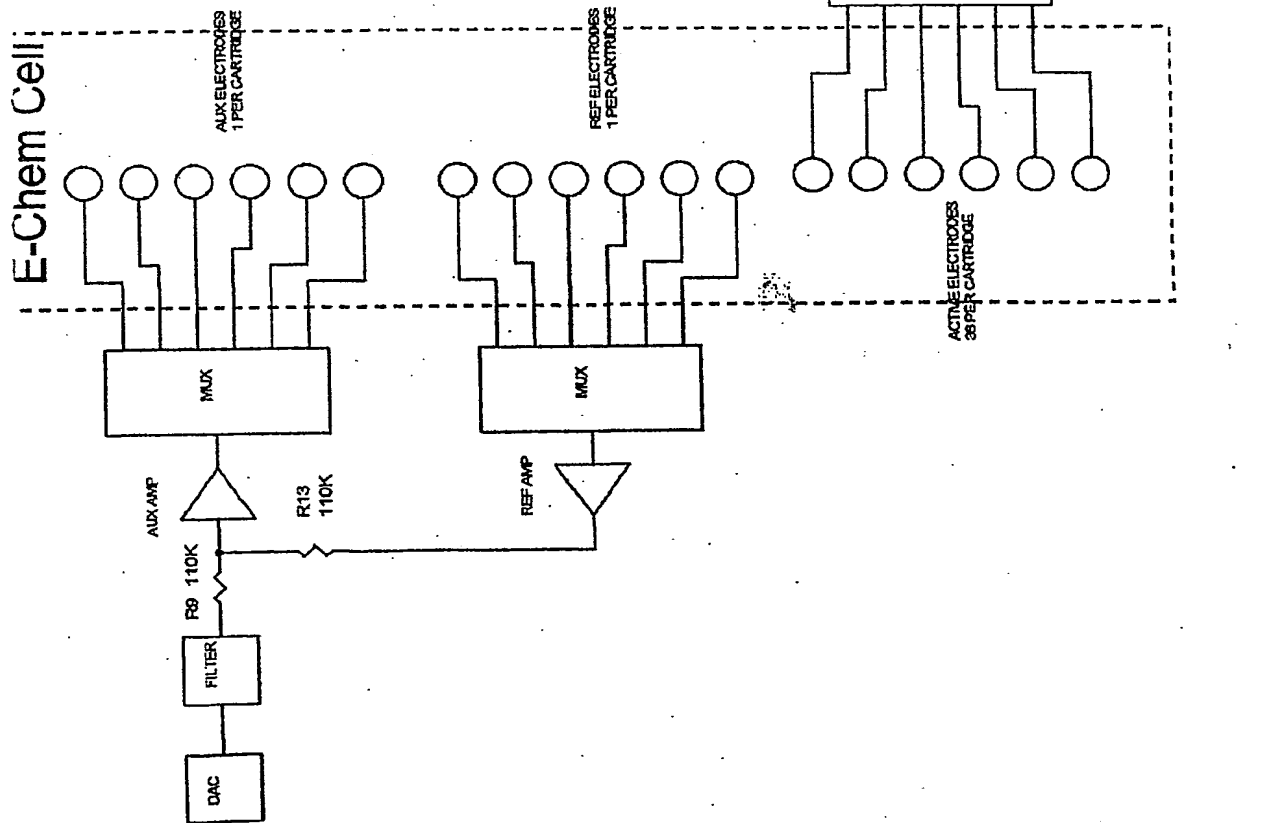 E-Chem Cell
AUX ELECTRODES
1 PER CARTRIDGE
REF ELECTRODES
1 PER CARTRIDGE
ACTIVE ELECTRODES
36 PER CARTRIDGE
MUX
MUX
AUX AMP
REF AMP
R13
110K
R9 110K
FILTER
DAC